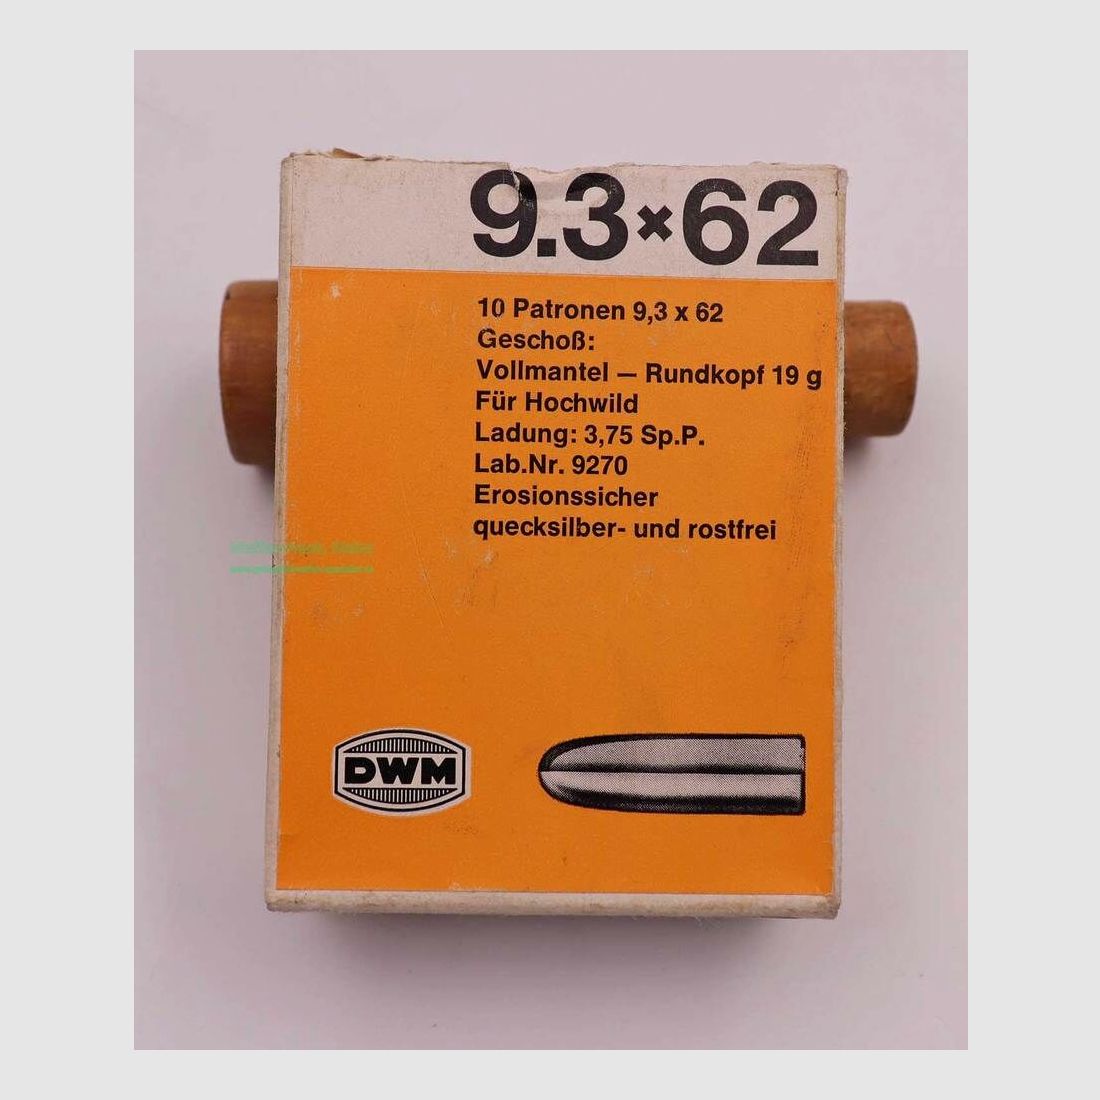 9.3×62
10 Patronen 9,3 x 62
Geschoß:
Vollmantel — Rundkopf 19 g
Für Hochwild
Ladung: 3,75 Sp.P.
Lab.Nr. 9270
Erosionssicher
quecksilber- und rostfrei
DWM